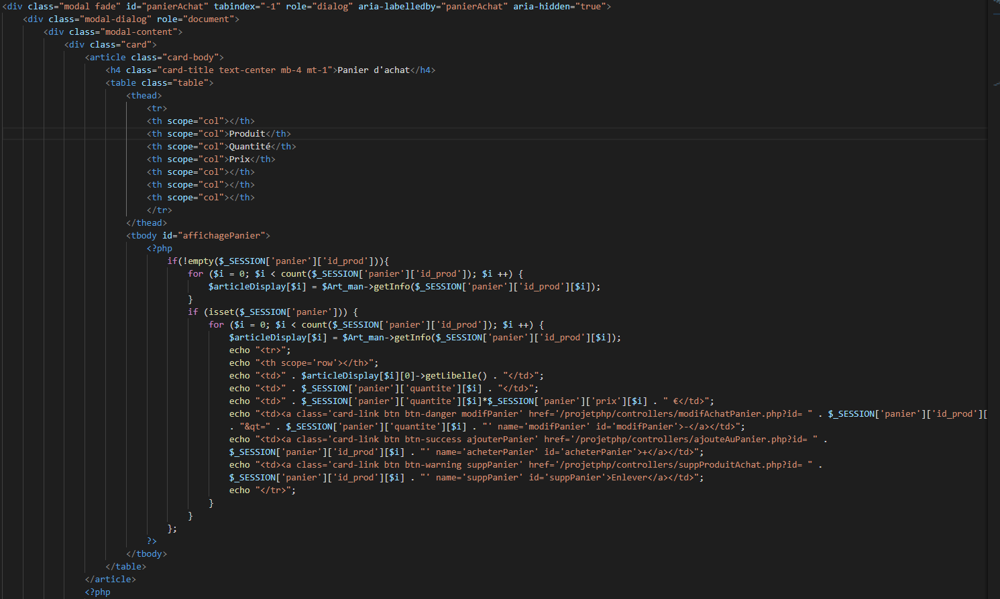 <div class="modal fade" id="panierAchat" tabindex="-1" role="dialog" aria-labelledby="panierAchat" aria-hidden="true">
<div class="modal-dialog" role="document">
<div class="modal-content">
<div class="card">
<article class="card-body">
<h4 class="card-title text-center mb-4 mt-1">Panier d'achat</h4>
<table class="table">
<thead>
<tr>
<th scope="col"></th>
<th scope="col">Produit</th>
<th scope="col">Quantité</th>
<th scope="col">Prix</th>
<th scope="col"></th>
<th scope="col"></th>
<th scope="col"></th>
</tr>
</thead>
<tbody id="affichagePanier">
<?php
if(!empty($_SESSION['panier']['id_prod'])){
for ($i = 0; $i < count($_SESSION['panier']['id_prod']); $i ++) {
$articleDisplay[$i] = $Art_man->getInfo($_SESSION['panier']['id_prod'][$i]);
}
if (isset($_SESSION['panier'])) {
for ($i = 0; $i < count($_SESSION['panier']['id_prod']); $i ++) {
$articleDisplay[$i] = $Art_man->getInfo($_SESSION['panier']['id_prod'][$i]);
echo "<tr>";
echo "<th scope='row'></th>";
echo "<td>" . $articleDisplay[$i][0]->getLibelle() . "</td>";
echo "<td>" . $_SESSION['panier']['quantite'][$i] . "</td>";
echo "<td>" . $_SESSION['panier']['quantite'][$i]*$_SESSION['panier']['prix'][$i] . " €</td>";
echo "<td><a class='card-link btn btn-danger modifPanier' href='/projetphp/controllers/modifAchatPanier.php?id= " . $_SESSION['panier']['id_prod'][
. "&qt=" . $_SESSION['panier']['quantite'][$i] . "' name='modifPanier' id='modifPanier'>-</a></td>";
echo "<td><a class='card-link btn btn-success ajouterPanier' href='/projetphp/controllers/ajouteAuPanier.php?id= " .
$_SESSION['panier']['id_prod'][$i] . "' name='acheterPanier' id='acheterPanier'>+</a></td>";
echo "<td><a class='card-link btn btn-warning suppPanier' href='/projetphp/controllers/suppProduitAchat.php?id= " .
$_SESSION['panier']['id_prod'][$i] . "' name='suppPanier' id='suppPanier'>Enlever</a></td>";
echo "</tr>";
}
}
};
?>
</tbody>
</table>
</article>
<?php